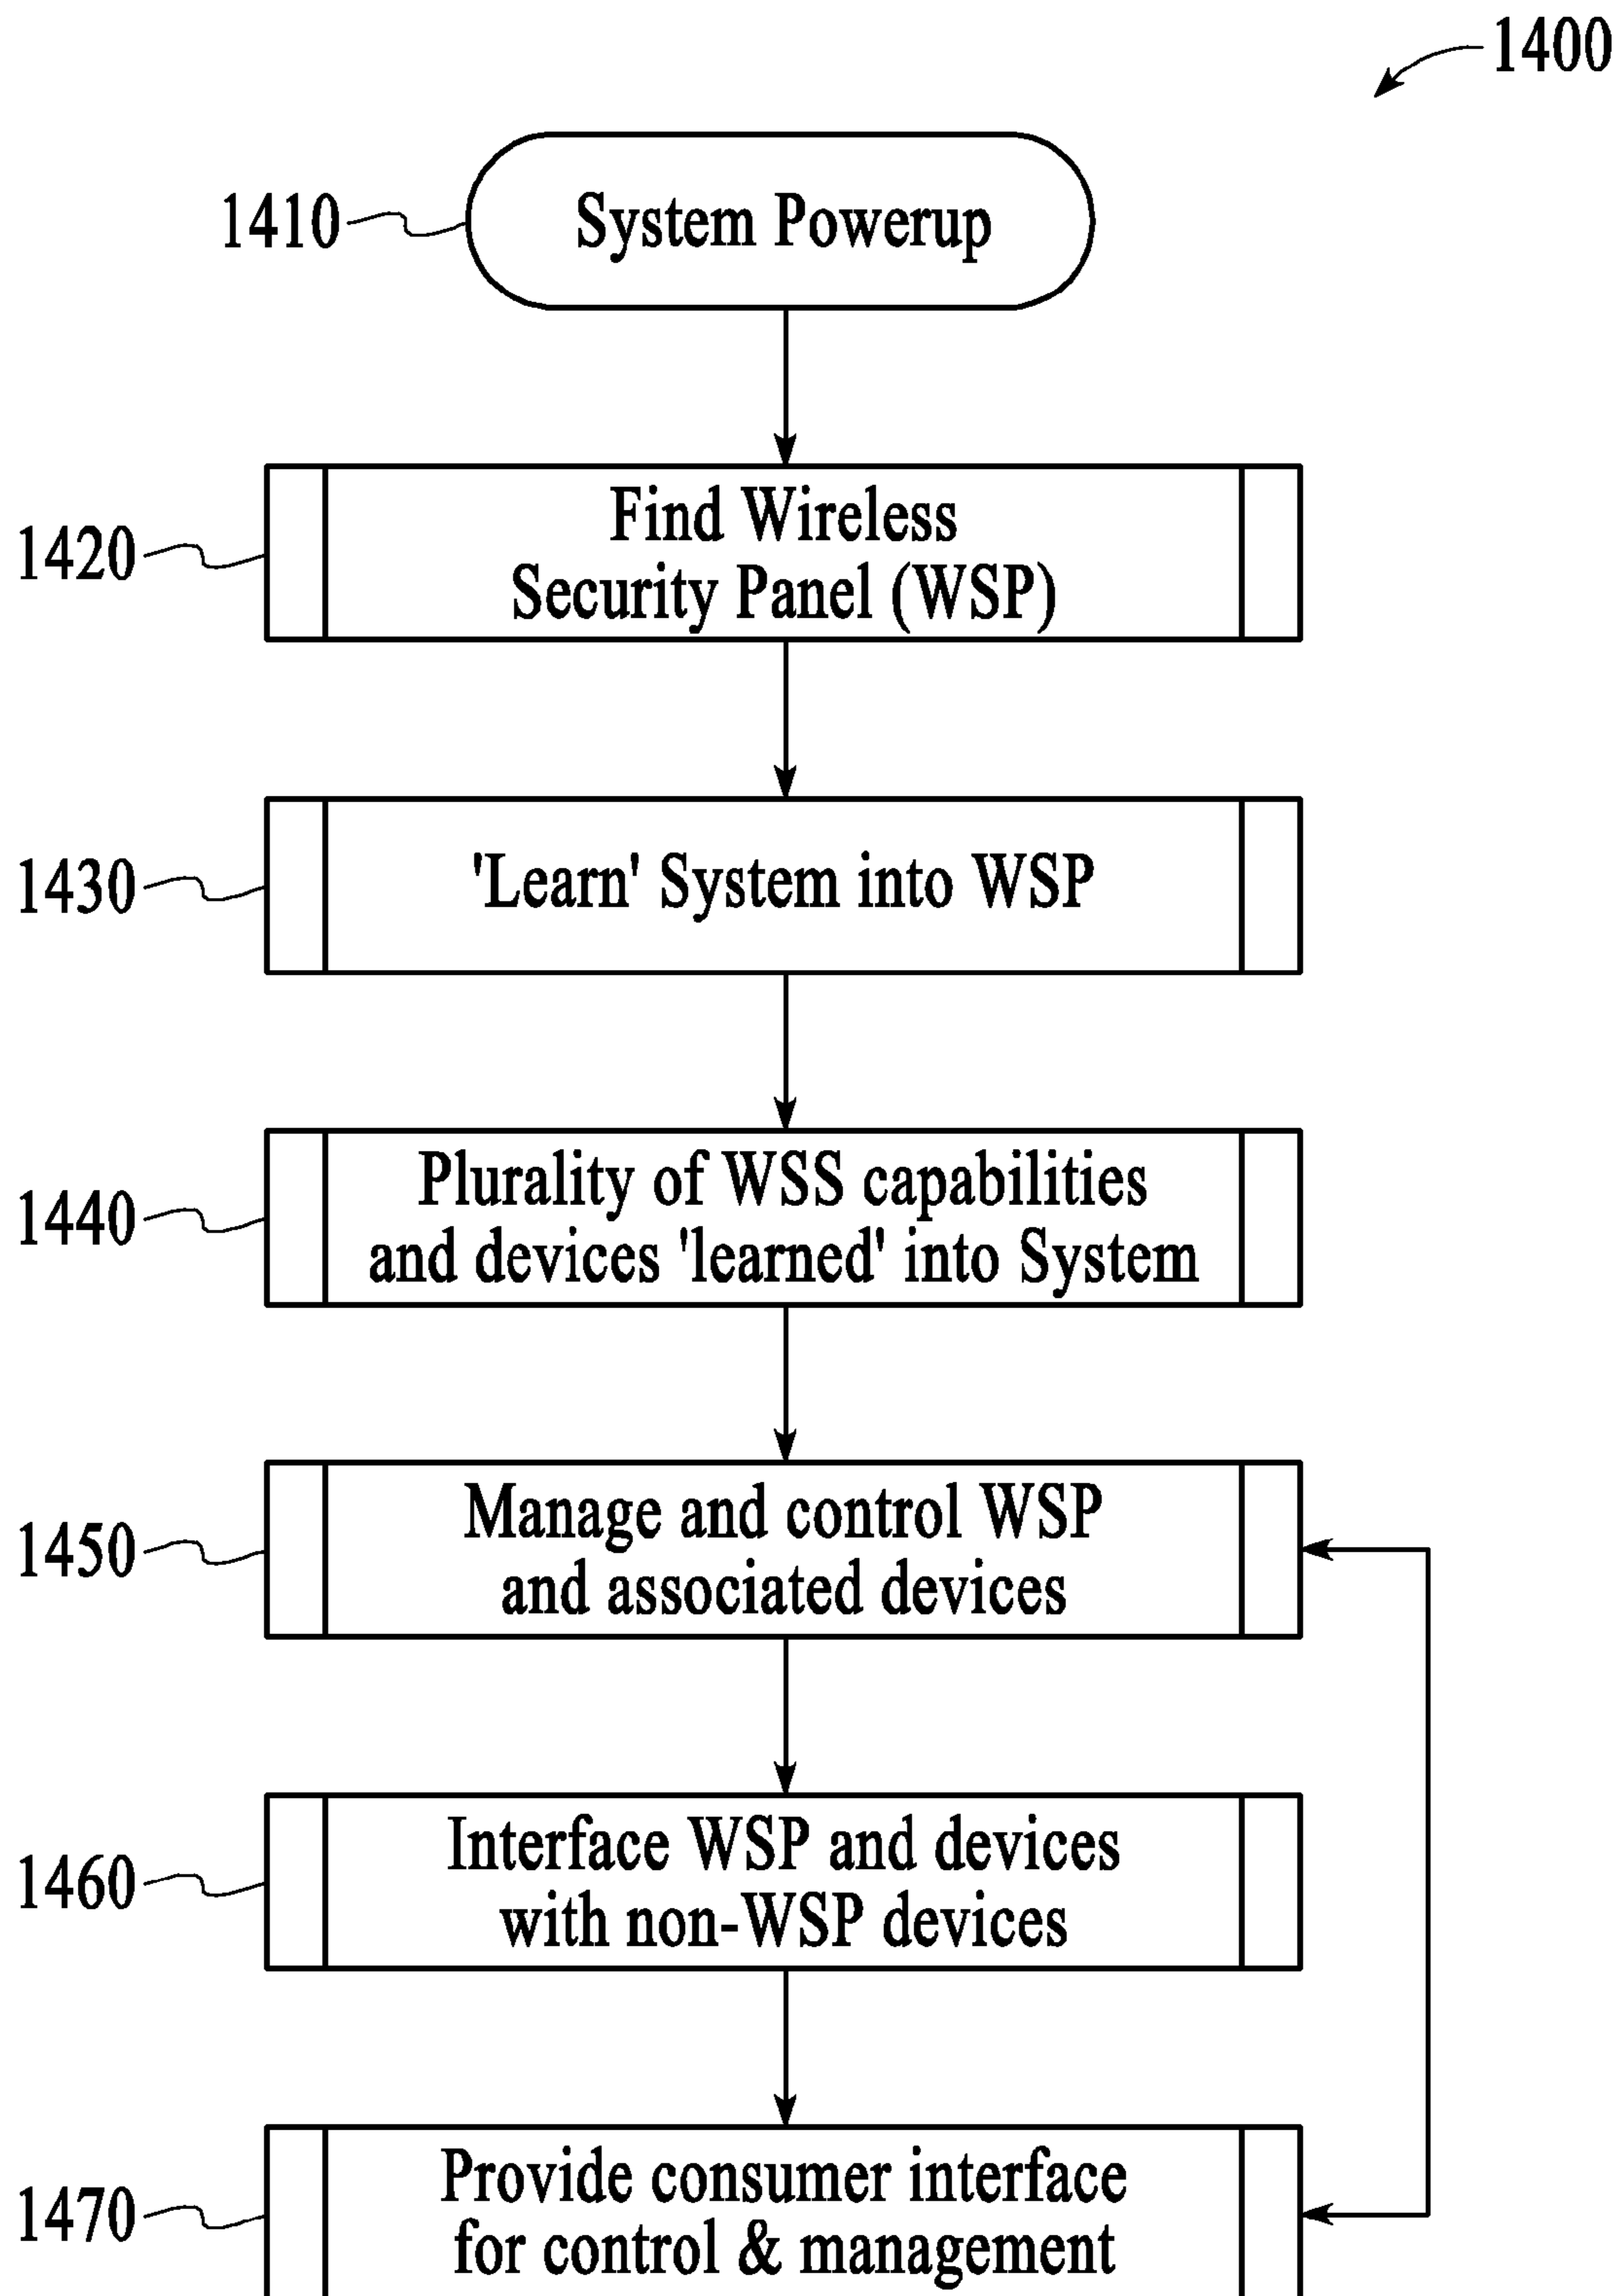 1400
1410
System Powerup
1420
Find Wireless
Security Panel (WSP)
1430
'Learn' System into WSP
1440
Plurality of WSS capabilities
and devices 'learned' into System
1450
Manage and control WSP
and associated devices
1460
Interface WSP and devices
with non-WSP devices
1470
Provide consumer interface
for control & management